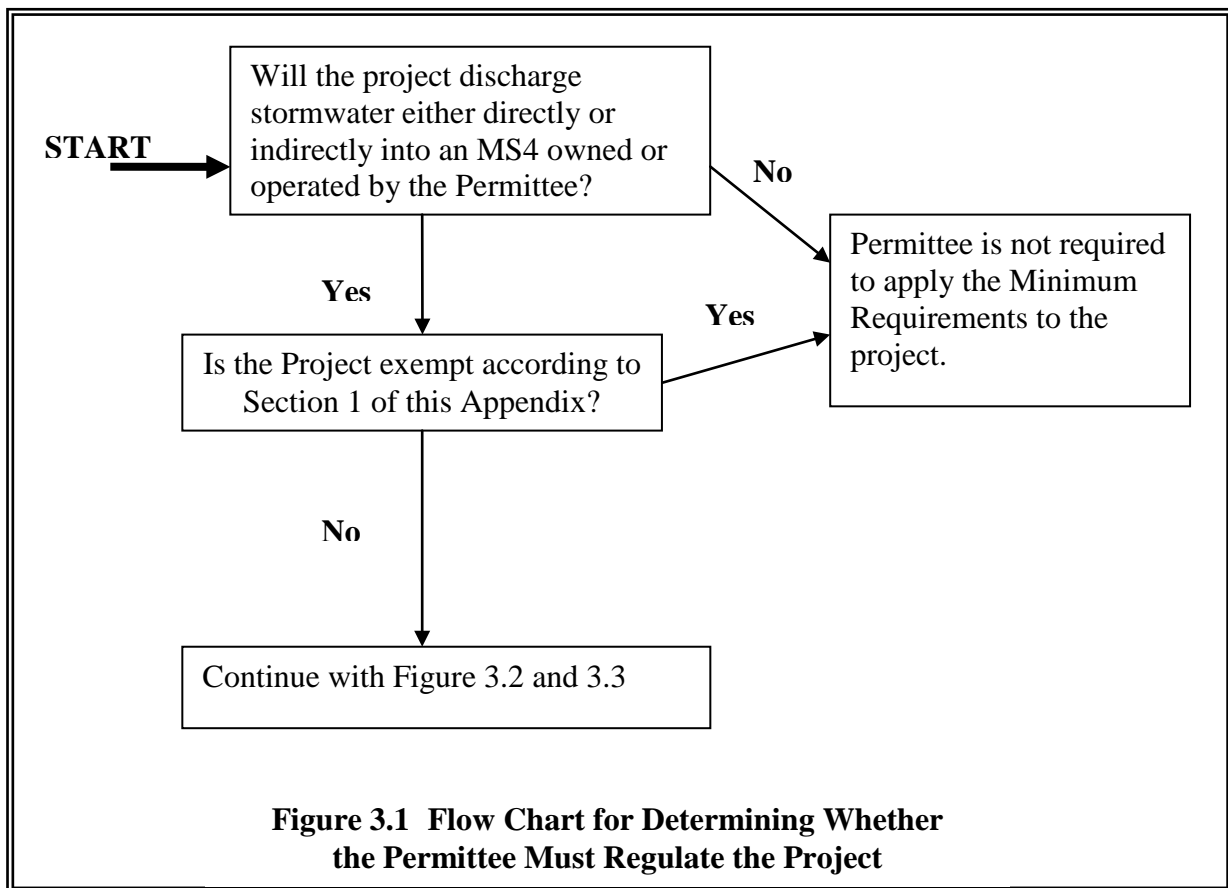 Will the project discharge
stormwater either directly or
indirectly into an MS4 owned or
operated by the Permittee?
START
No
Permittee is not required
to apply the Minimum
Requirements to the
project.
Yes
Yes
Is the Project exempt according to
Section 1 of this Appendix?
No
Continue with Figure 3.2 and 3.3
Figure 3.1 Flow Chart for Determining Whether
the Permittee Must Regulate the Project